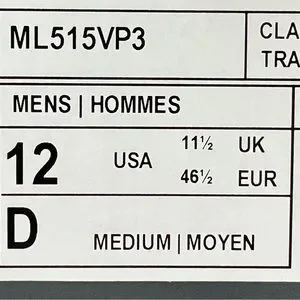 ML515VP3
CLA
TRA
MENS | HOMMES
12 USA 11½ UK
46½ EUR
D MEDIUM | MOYEN